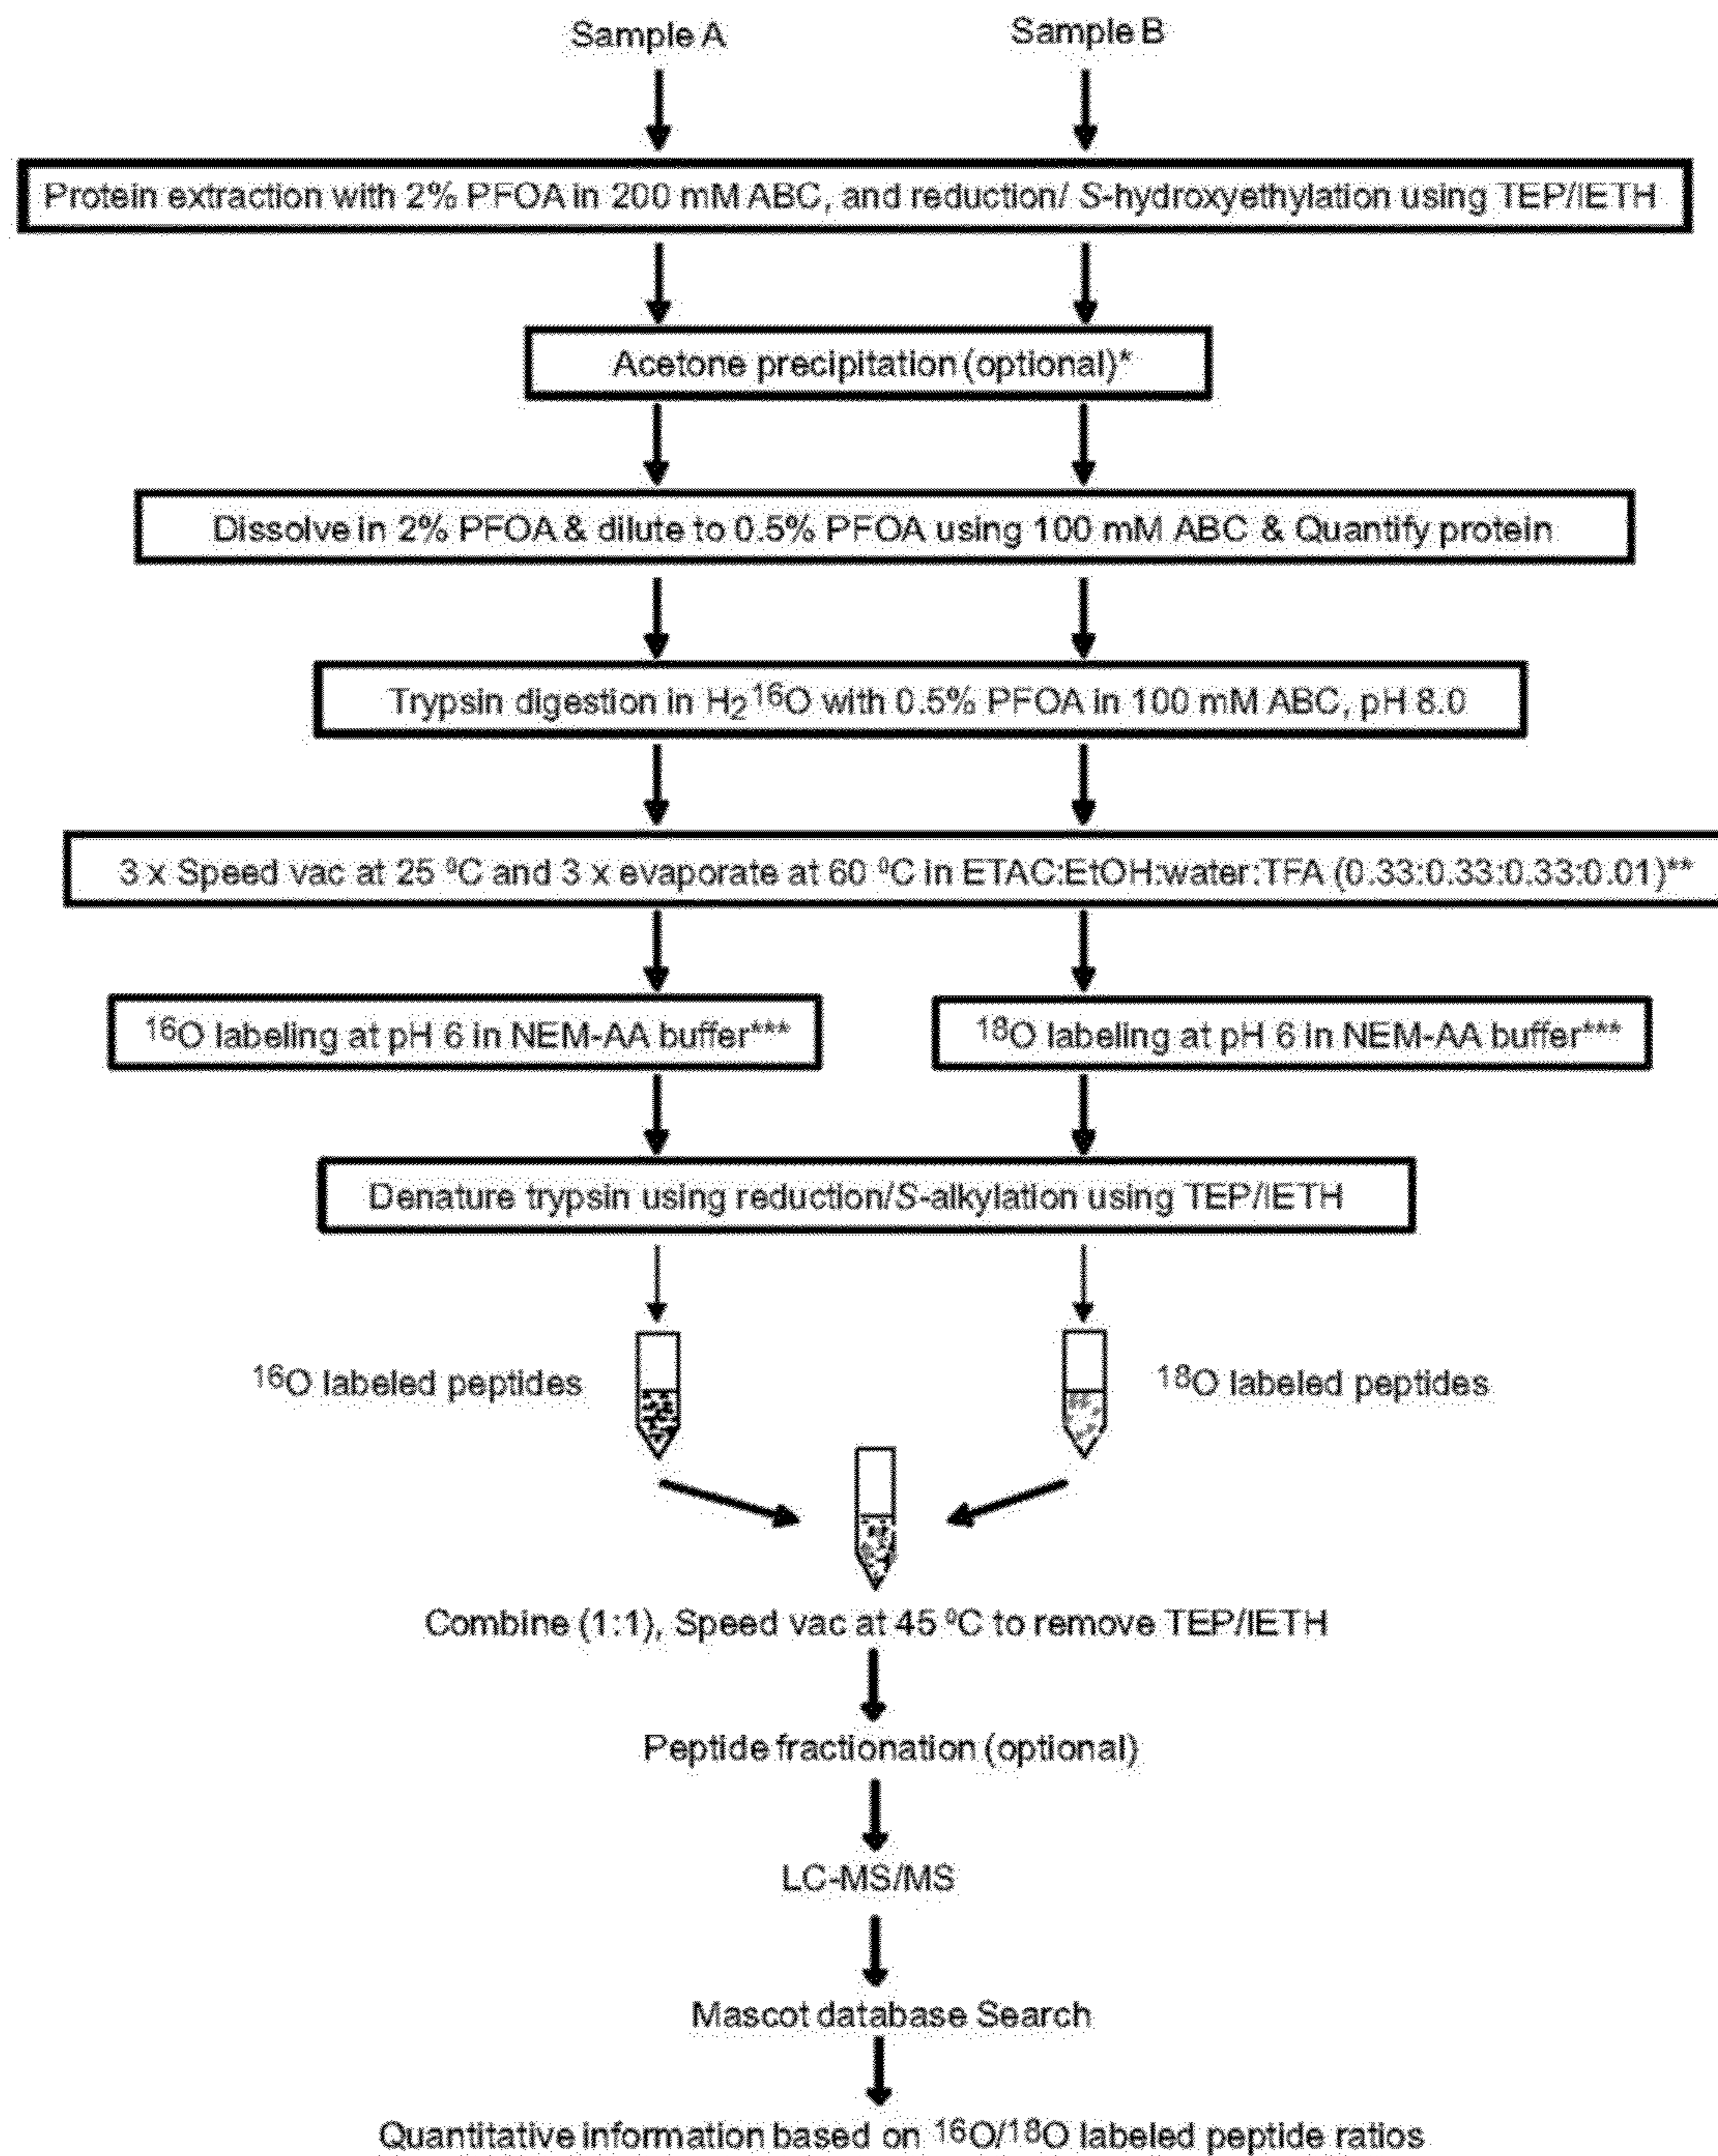 Sample A Sample B
Protein extraction with 2% PFOA in 200 mM ABC, and reduction/ S-hydroxyethylation using TEP/IETH
Acetone precipitation (optional)*
Dissolve in 2% PFOA & dilute to 0.5% PFOA using 100 mM ABC & Quantify protein
Trypsin digestion in H₂¹⁶O with 0.5% PFOA in 100 mM ABC, pH 8.0
3 x Speed vac at 25 ⁰C and 3 x evaporate at 60 ⁰C in ETAC:EtOH:water:TFA (0.33:0.33:0.33:0.01)**
¹⁶O labeling at pH 6 in NEM-AA buffer*** ¹⁸O labeling at pH 6 in NEM-AA buffer***
Denature trypsin using reduction/S-alkylation using TEP/IETH
¹⁶O labeled peptides ¹⁸O labeled peptides
Combine (1:1), Speed vac at 45 ⁰C to remove TEP/IETH
Peptide fractionation (optional)
LC-MS/MS
Mascot database Search
Quantitative information based on ¹⁶O/¹⁸O labeled peptide ratios